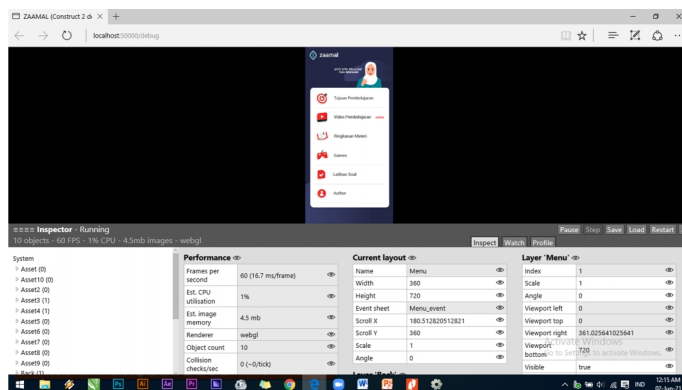 ZAAMAL (Construct 2 de
localhost:50000/debug
zaamal
Tujuan Pembelajaran
Video Pembelajaran
Ringkasan Materi
Games
Latihan Soal
Author
==== Inspector - Running
Pause Step Save Load Restart
10 objects - 60 FPS - 1% CPU - 4.5mb images - webgl
Inspect Watch Profile
System
Asset (0)
Asset10 (0)
Asset2 (0)
Asset3 (1)
Asset4 (1)
Asset5 (0)
Asset6 (0)
Asset7 (0)
Asset8 (0)
Asset9 (0)
Back (1)
Performance
Frames per second 60 (16.7 ms/frame)
Est. CPU utilisation 1%
Est. image memory 4.5 mb
Renderer webgl
Object count 10
Collision checks/sec 0 (~0/tick)
Current layout
Name Menu
Width 360
Height 720
Event sheet Menu_event
Scroll X 180.512820512821
Scroll Y 360
Scale 1
Angle 0
Layer 'Back'
Layer 'Menu'
Index 1
Scale 1
Angle 0
Viewport left 0
Viewport top 0
Viewport right 361.025641025641
Viewport bottom 720
Visible true
Activate Windows
Go to Settings to activate Windows.
IND
12:15 AM
02-Jun-21